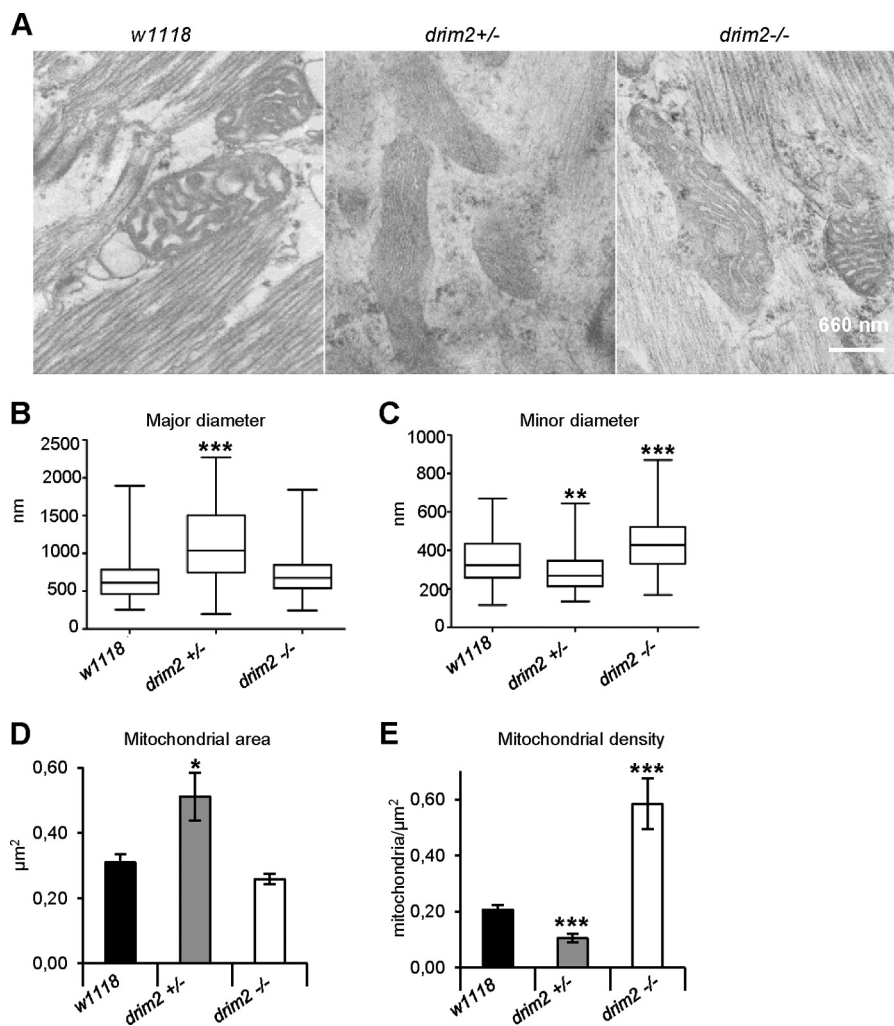 A
w1118 drim2+/- drim2-/-
660 nm
B
Major diameter
2500
2000
1500
1000
500
0
nm
***
w1118 drim2 +/- drim2 -/-
C
Minor diameter
1000
800
600
400
200
0
nm
**
***
w1118 drim2 +/- drim2 -/-
D
Mitochondrial area
0,60
0,40
0,20
0,00
µm²
*
w1118 drim2 +/- drim2 -/-
E
Mitochondrial density
0,60
0,40
0,20
0,00
mitochondria/µm²
***
***
w1118 drim2 +/- drim2 -/-